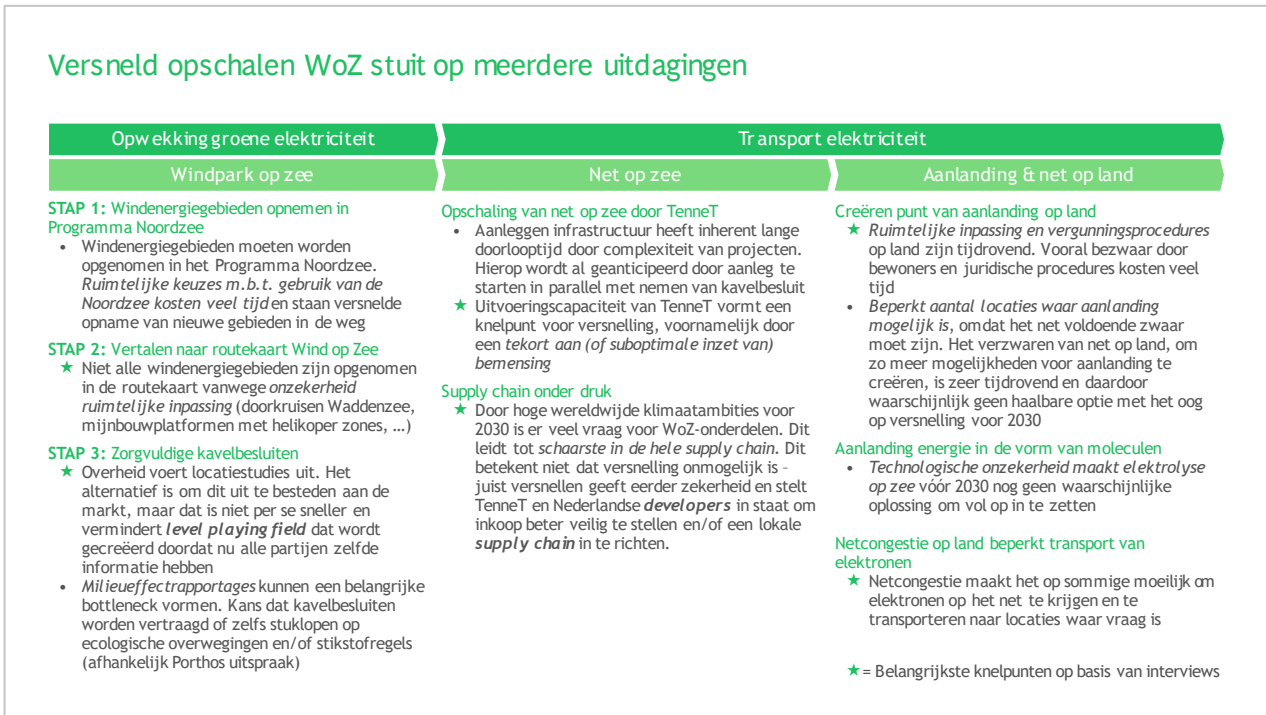 Versneld opschalen WoZ stuit op meerdere uitdagingen
Opwekking groene elektriciteit
Transport elektriciteit
Windpark op zee
Net op zee
Aanlanding & net op land
STAP 1: Windenergiegebieden opnemen in
Programma Noordzee
• Windenergiegebieden moeten worden
opgenomen in het Programma Noordzee.
Ruimtelijke keuzes m.b.t. gebruik van de
Noordzee kosten veel tijd en staan versnelde
opname van nieuwe gebieden in de weg
STAP 2: Vertalen naar routekaart Wind op Zee
★ Niet alle windenergiegebieden zijn opgenomen
in de routekaart vanwege onzekerheid
ruimtelijke inpassing (doorkruisen Waddenzee,
mijnbouwplatformen met helikoper zones, …)
STAP 3: Zorgvuldige kavelbesluiten
★ Overheid voert locatiestudies uit. Het
alternatief is om dit uit te besteden aan de
markt, maar dat is niet per se sneller en
vermindert level playing field dat wordt
gecreëerd doordat nu alle partijen zelfde
informatie hebben
• Milieueffectrapportages kunnen een belangrijke
bottleneck vormen. Kans dat kavelbesluiten
worden vertraagd of zelfs stuklopen op
ecologische overwegingen en/of stikstofregels
(afhankelijk Porthos uitspraak)
Opschaling van net op zee door TenneT
• Aanleggen infrastructuur heeft inherent lange
doorlooptijd door complexiteit van projecten.
Hierop wordt al geanticipeerd door aanleg te
starten in parallel met nemen van kavelbesluit
★ Uitvoeringscapaciteit van TenneT vormt een
knelpunt voor versnelling, voornamelijk door
een tekort aan (of suboptimale inzet van)
bemensing
Supply chain onder druk
★ Door hoge wereldwijde klimaatambities voor
2030 is er veel vraag voor WoZ-onderdelen. Dit
leidt tot schaarste in de hele supply chain. Dit
betekent niet dat versnelling onmogelijk is –
juist versnellen geeft eerder zekerheid en stelt
TenneT en Nederlandse developers in staat om
inkoop beter veilig te stellen en/of een lokale
supply chain in te richten.
Creëren punt van aanlanding op land
★ Ruimtelijke inpassing en vergunningsprocedures
op land zijn tijdrovend. Vooral bezwaar door
bewoners en juridische procedures kosten veel
tijd
• Beperkt aantal locaties waar aanlanding
mogelijk is, omdat het net voldoende zwaar
moet zijn. Het verzwaren van net op land, om
zo meer mogelijkheden voor aanlanding te
creëren, is zeer tijdrovend en daardoor
waarschijnlijk geen haalbare optie met het oog
op versnelling voor 2030
Aanlanding energie in de vorm van moleculen
• Technologische onzekerheid maakt elektrolyse
op zee vóór 2030 nog geen waarschijnlijke
oplossing om vol op in te zetten
Netcongestie op land beperkt transport van
elektronen
★ Netcongestie maakt het op sommige moeilijk om
elektronen op het net te krijgen en te
transporteren naar locaties waar vraag is
★= Belangrijkste knelpunten op basis van interviews